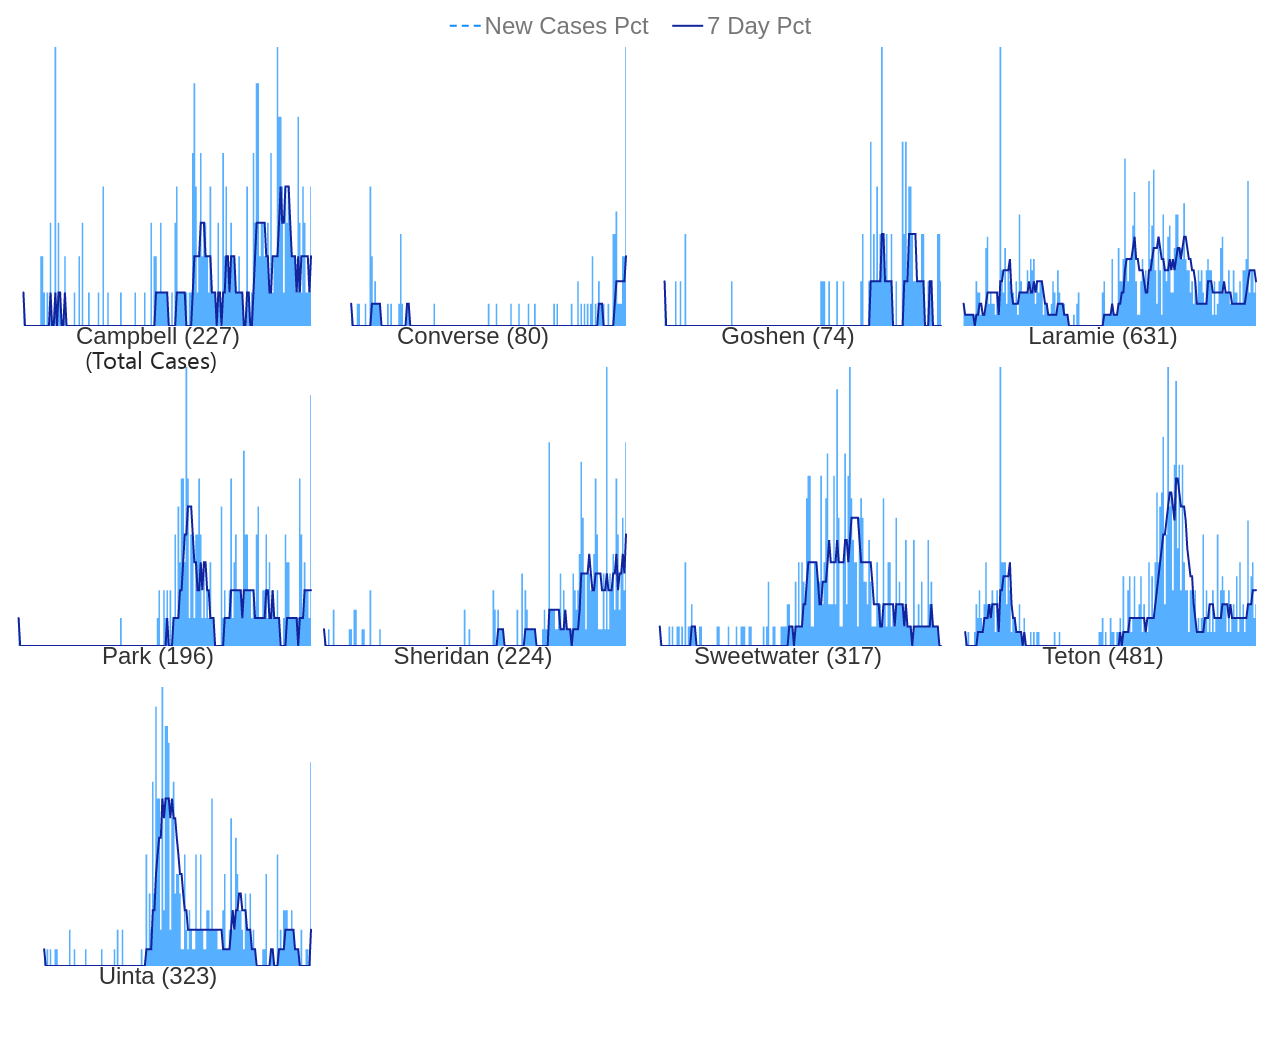 New Cases Pct 7 Day Pct
Campbell (227) Converse (80) Goshen (74) Laramie (631)
(Total Cases)
Park (196) Sheridan (224) Sweetwater (317) Teton (481)
Uinta (323)